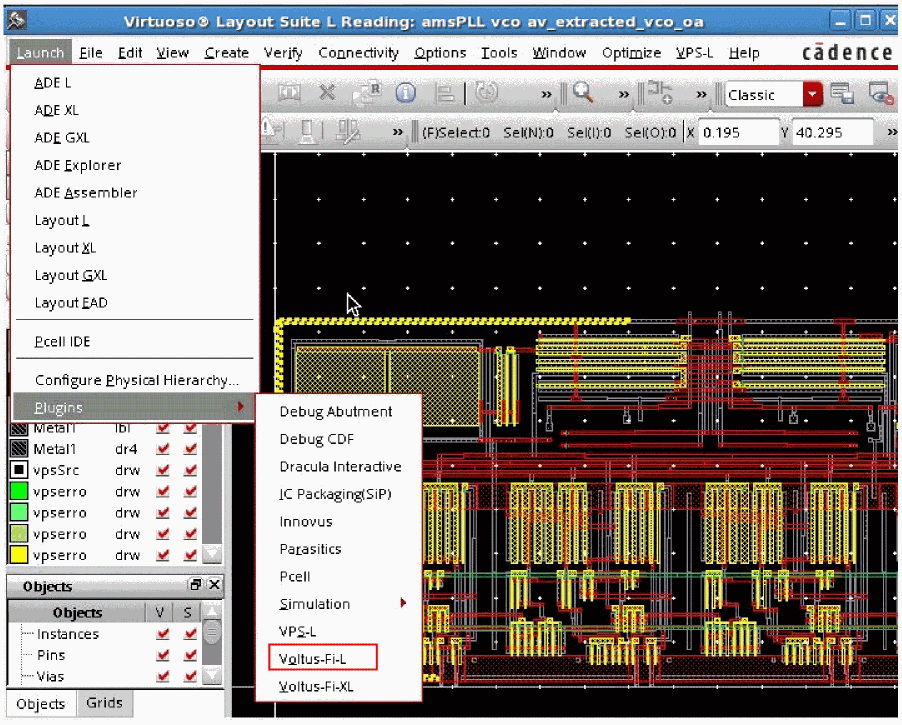 Virtuoso® Layout Suite L Reading: amsPLL vco av_extracted_vco_oa
Launch File Edit View Create Verify Connectivity Options Tools Window Optimize VPS-L Help cādence
ADE L
ADE XL
ADE GXL
ADE Explorer
ADE Assembler
Layout L
Layout XL
Layout GXL
Layout EAD
Pcell IDE
Configure Physical Hierarchy...
Plugins
Classic
(F)Select:0 Sel(N):0 Sel(I):0 Sel(O):0 X 0.195 Y 40.295
Debug Abutment
Debug CDF
Dracula Interactive
IC Packaging(SiP)
Innovus
Parasitics
Pcell
Simulation
VPS-L
Voltus-Fi-L
Voltus-Fi-XL
Metal1 lbl
Metal1 dr4
vpsSrc drw
vpserro drw
vpserro drw
vpserro drw
vpserro drw
Objects
Objects V S
Instances
Pins
Vias
Objects Grids